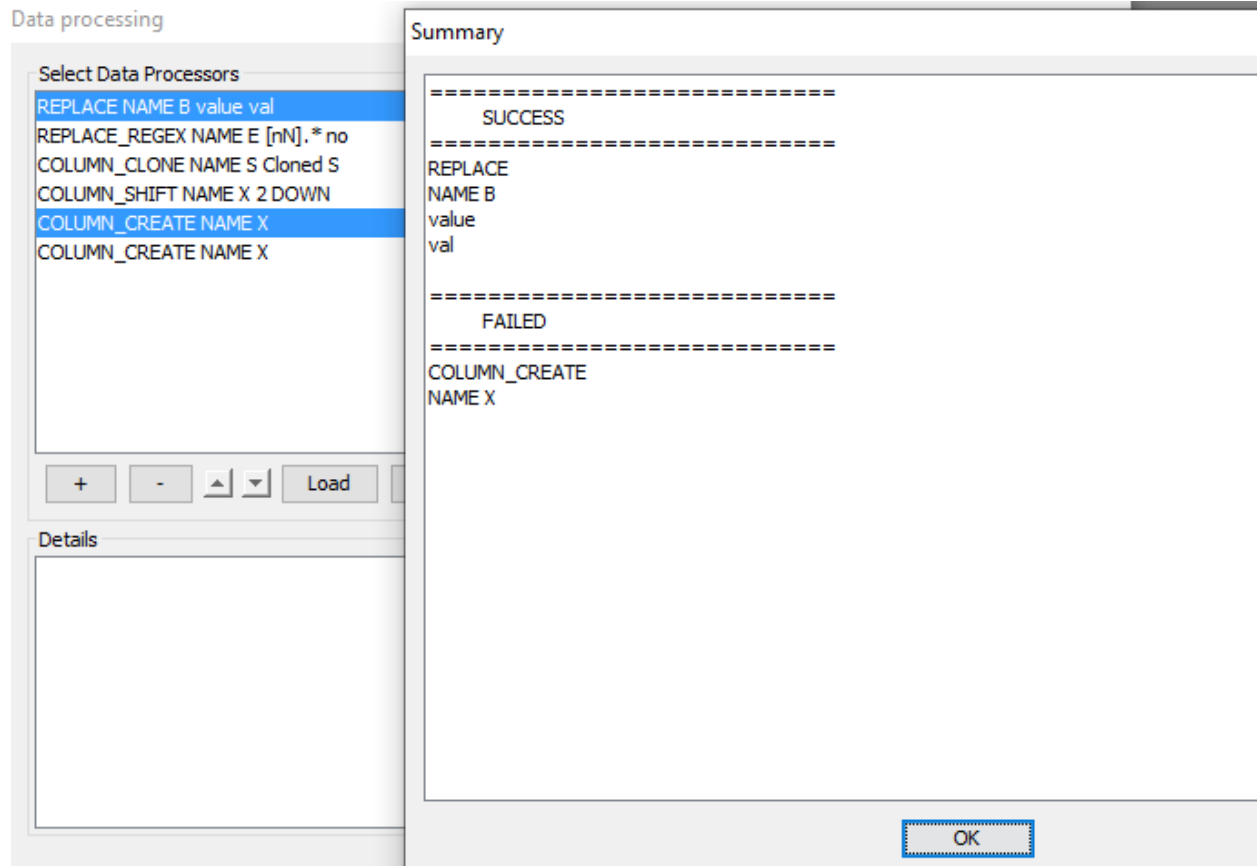 Data processing
Select Data Processors
REPLACE NAME B value val
REPLACE_REGEX NAME E [nN].* no
COLUMN_CLONE NAME S Cloned S
COLUMN_SHIFT NAME X 2 DOWN
COLUMN_CREATE NAME X
COLUMN_CREATE NAME X
+ - Load
Details
Summary
============================
SUCCESS
============================
REPLACE
NAME B
value
val
============================
FAILED
============================
COLUMN_CREATE
NAME X
OK